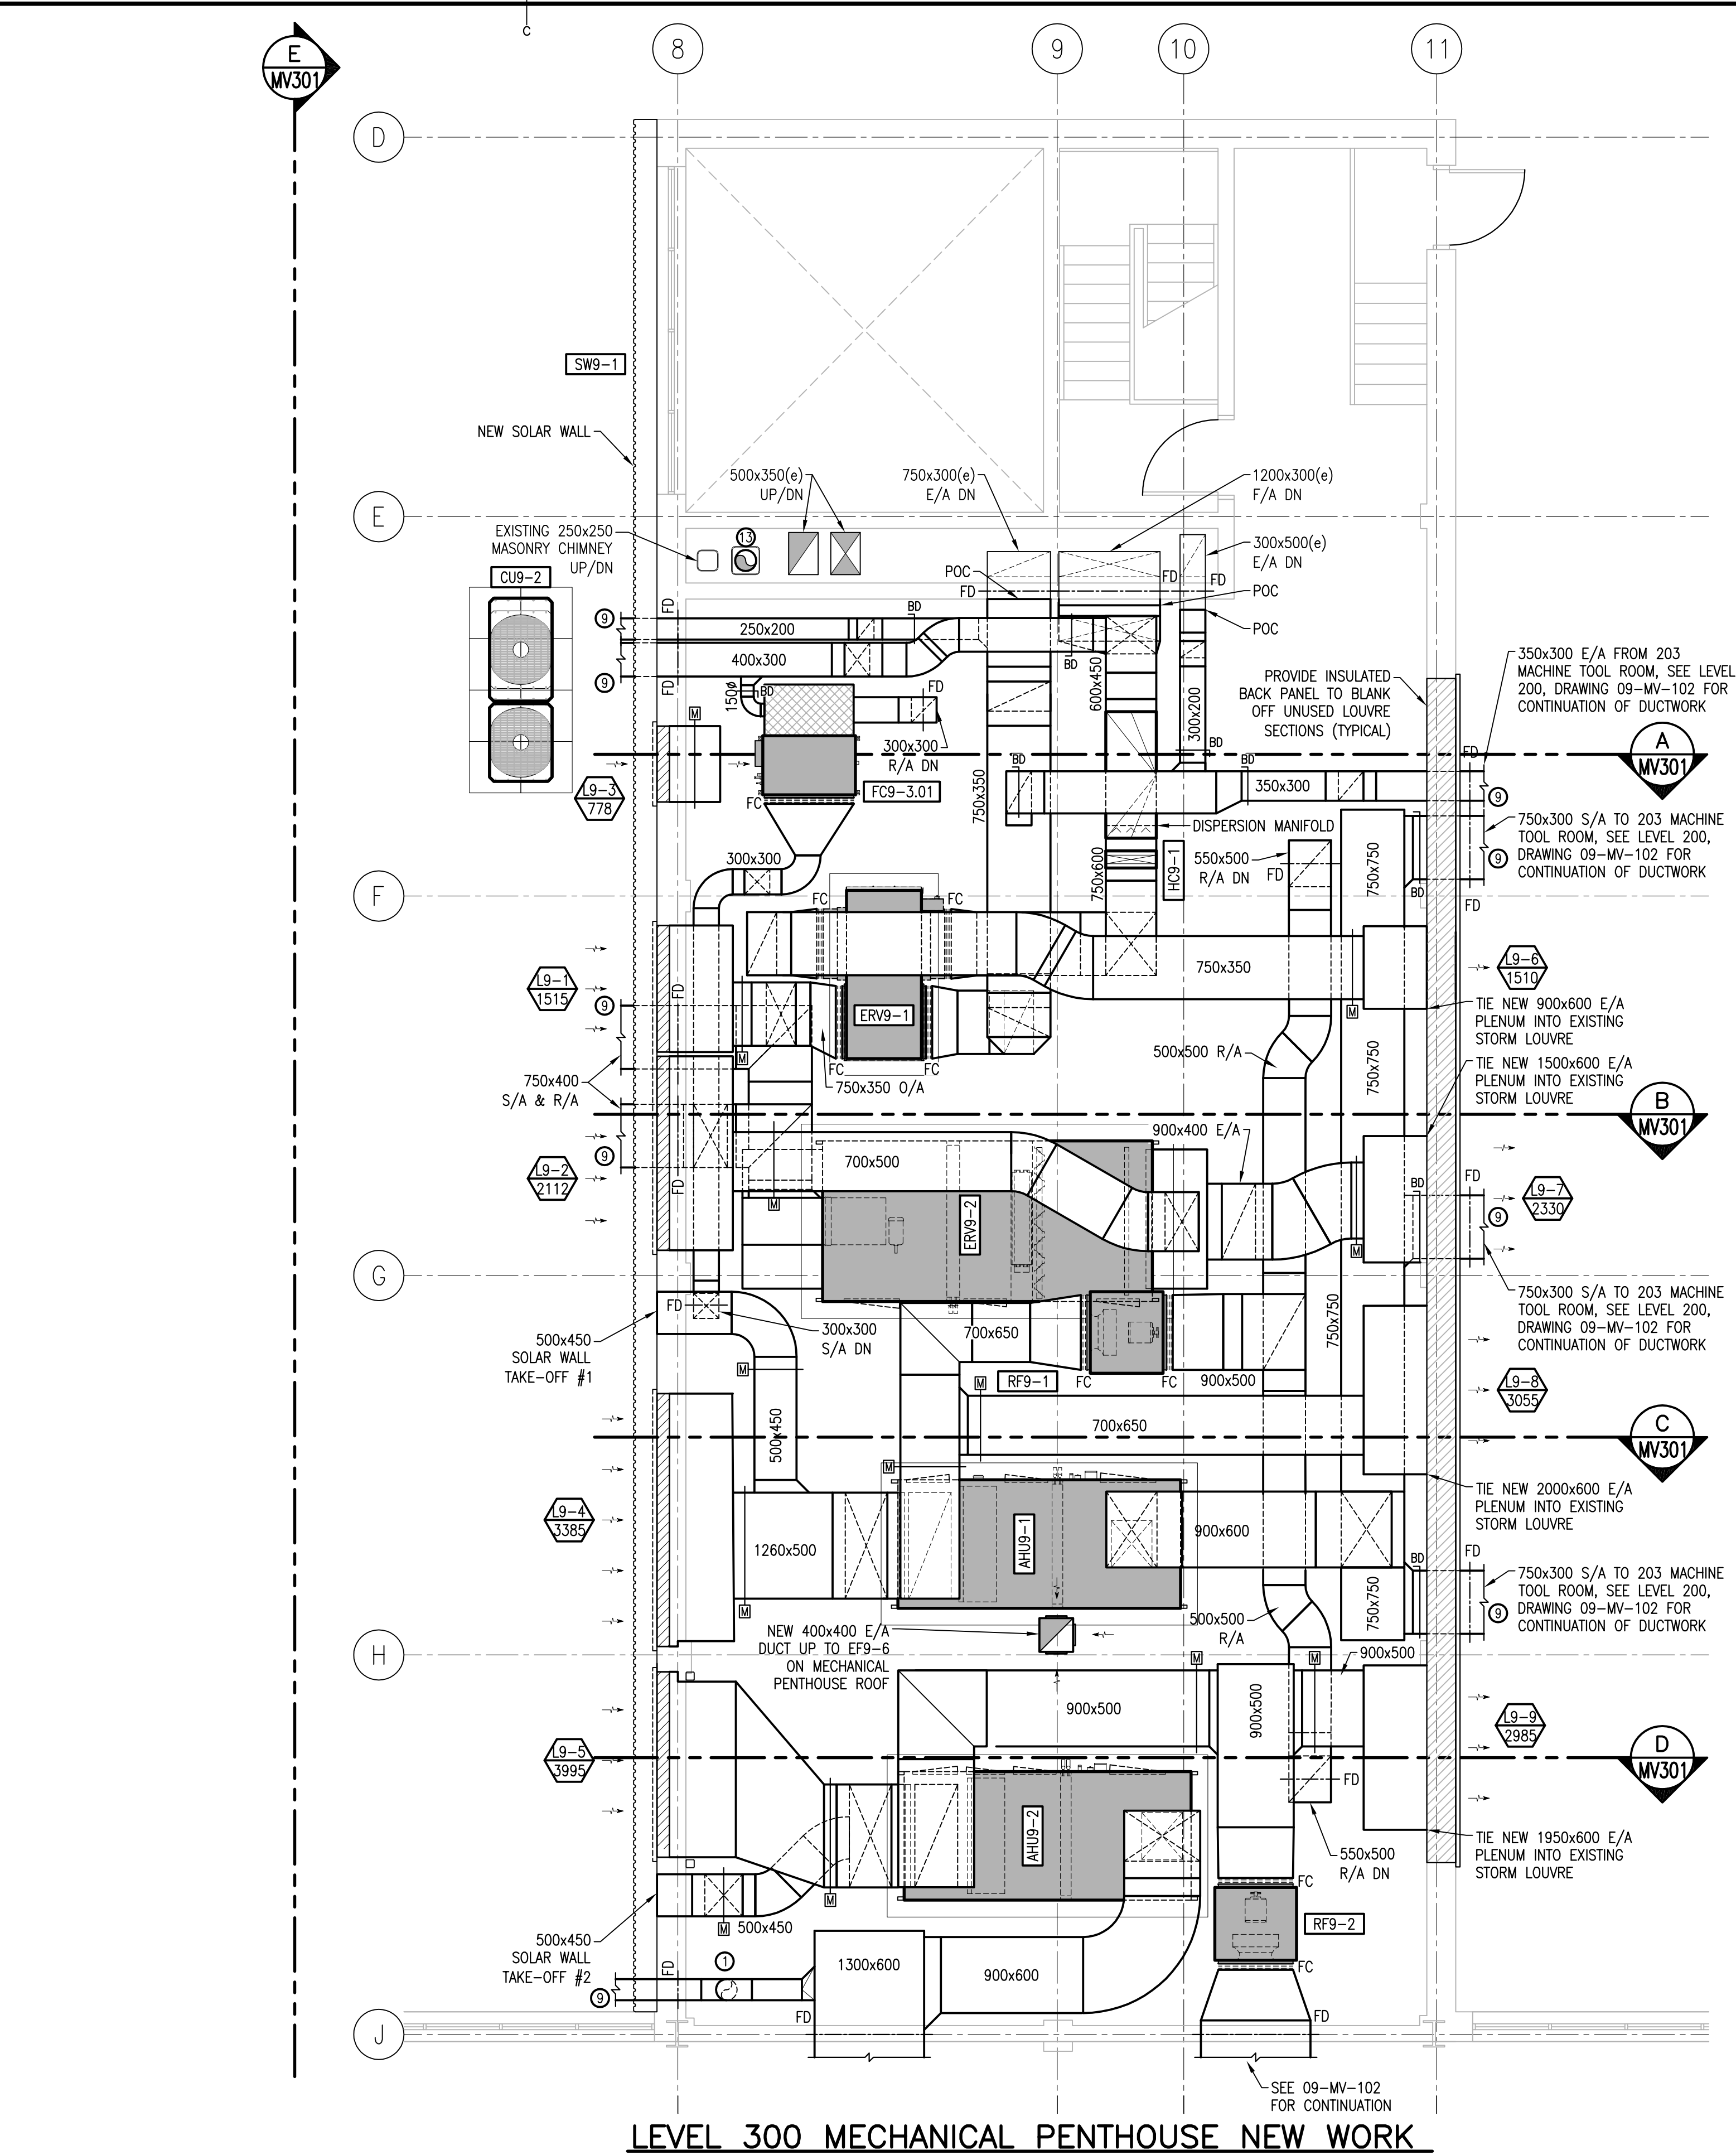 C
E
MV301
8
9
10
11
D
SW9-1
NEW SOLAR WALL
500x350(e)
UP/DN
750x300(e)
E/A DN
1200x300(e)
F/A DN
E
EXISTING 250x250
MASONRY CHIMNEY
UP/DN
13
300x500(e)
E/A DN
CU9-2
POC
FD
FD
FD
POC
POC
FD
BD
9
250x200
400x300
BD
9
FD
150ø
BD
FD
600x450
300x200
M
300x300
R/A DN
BD
PROVIDE INSULATED
BACK PANEL TO BLANK
OFF UNUSED LOUVRE
SECTIONS (TYPICAL)
350x300 E/A FROM 203
MACHINE TOOL ROOM, SEE LEVEL
200, DRAWING 09-MV-102 FOR
CONTINUATION OF DUCTWORK
A
MV301
FD
L9-3
778
FC
FC9-3.01
750x350
BD
BD
350x300
9
DISPERSION MANIFOLD
750x300 S/A TO 203 MACHINE
TOOL ROOM, SEE LEVEL 200,
DRAWING 09-MV-102 FOR
CONTINUATION OF DUCTWORK
9
300x300
750x600
HC9-1
550x500
R/A DN
FD
750x750
BD
FD
F
FC
FC
L9-1
1515
FD
9
ERV9-1
750x350
L9-6
1510
M
TIE NEW 900x600 E/A
PLENUM INTO EXISTING
STORM LOUVRE
M
FC
FC
750x350 O/A
500x500 R/A
750x750
TIE NEW 1500x600 E/A
PLENUM INTO EXISTING
STORM LOUVRE
750x400
S/A & R/A
B
MV301
900x400 E/A
9
L9-2
2112
FD
700x500
M
ERV9-2
BD
FD
L9-7
2330
9
M
G
FD
300x300
S/A DN
500x450
SOLAR WALL
TAKE-OFF #1
700x650
750x750
750x300 S/A TO 203 MACHINE
TOOL ROOM, SEE LEVEL 200,
DRAWING 09-MV-102 FOR
CONTINUATION OF DUCTWORK
M
M
RF9-1
FC
FC
900x500
L9-8
3055
500x450
700x650
C
MV301
M
TIE NEW 2000x600 E/A
PLENUM INTO EXISTING
STORM LOUVRE
L9-4
3385
1260x500
AHU9-1
900x600
BD
FD
750x750
750x300 S/A TO 203 MACHINE
TOOL ROOM, SEE LEVEL 200,
DRAWING 09-MV-102 FOR
CONTINUATION OF DUCTWORK
9
M
NEW 400x400 E/A
DUCT UP TO EF9-6
ON MECHANICAL
PENTHOUSE ROOF
500x500
R/A
H
M
M
900x500
900x500
900x500
L9-9
2985
L9-5
3995
D
MV301
FD
AHU9-2
TIE NEW 1950x600 E/A
PLENUM INTO EXISTING
STORM LOUVRE
550x500
R/A DN
M
M
500x450
FC
RF9-2
500x450
SOLAR WALL
TAKE-OFF #2
1
FD
9
1300x600
900x600
FC
FD
FD
J
SEE 09-MV-102
FOR CONTINUATION
LEVEL 300 MECHANICAL PENTHOUSE NEW WORK